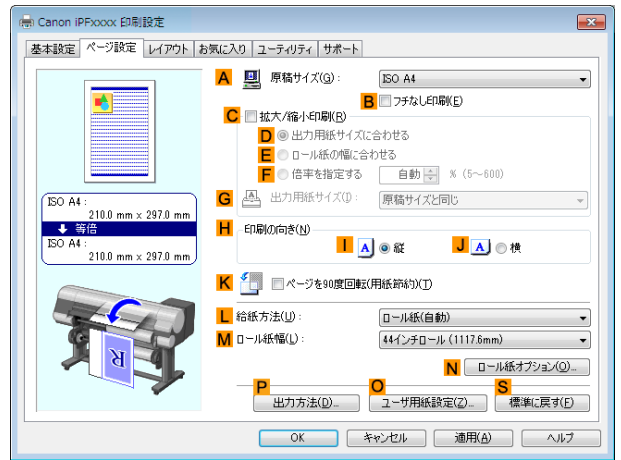 Canon iPFxxxx 印刷設定
基本設定 ページ設定 レイアウト お気に入り ユーティリティ サポート
A 原稿サイズ(G): ISO A4
B フチなし印刷(E)
C 拡大/縮小印刷(R)
D 出力用紙サイズに合わせる
E ロール紙の幅に合わせる
F 倍率を指定する 自動 % (5～600)
G 出力用紙サイズ(I): 原稿サイズと同じ
ISO A4 :
210.0 mm x 297.0 mm
等倍
ISO A4 :
210.0 mm x 297.0 mm
H 印刷の向き(N)
I A 縦 J A 横
K ページを90度回転(用紙節約)(T)
L 給紙方法(U): ロール紙(自動)
M ロール紙幅(L): 44インチロール (1117.6mm)
R
N ロール紙オプション(O)...
P O S
出力方法(D)... ユーザ用紙設定(Z)... 標準に戻す(F)
OK キャンセル 適用(A) ヘルプ